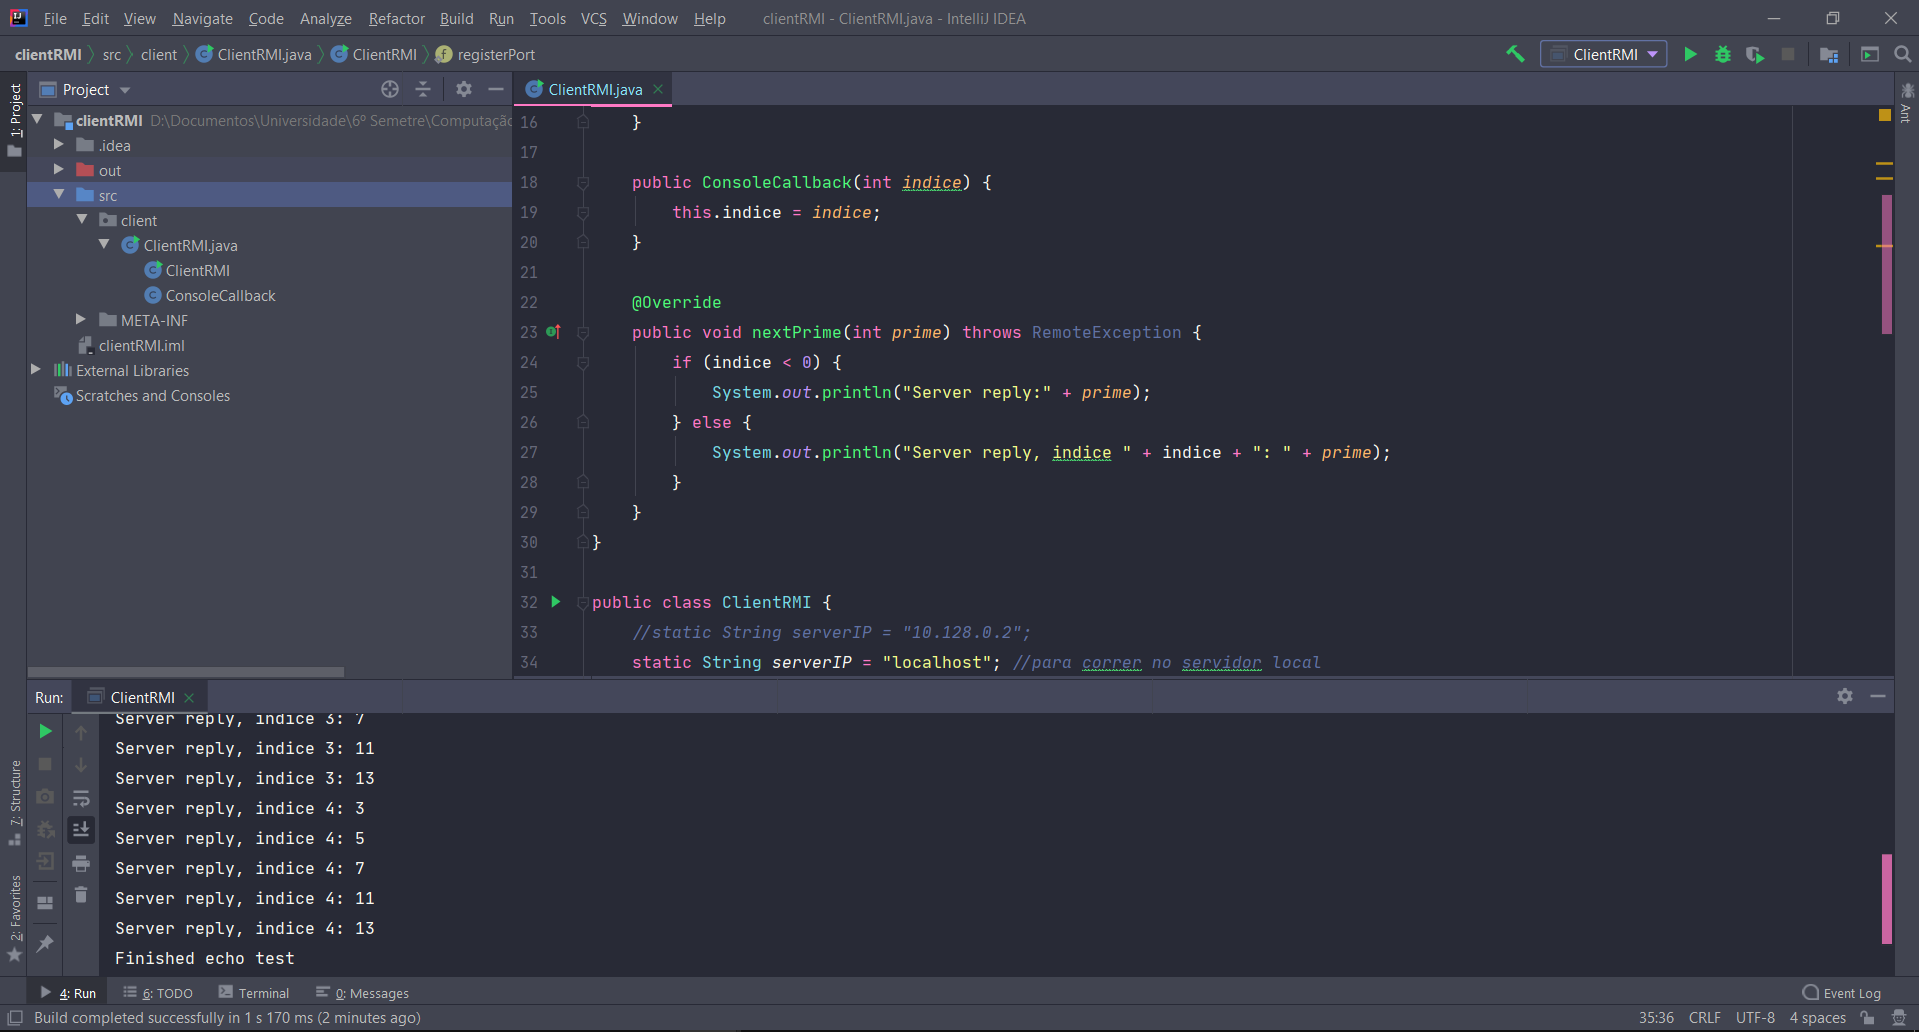 File Edit View Navigate Code Analyze Refactor Build Run Tools VCS Window Help clientRMI - ClientRMI.java - IntelliJ IDEA
clientRMI src client ClientRMI.java ClientRMI registerPort ClientRMI
1: Project
Project
clientRMI D:\Documentos\Universidade\6º Semetre\Computação
.idea
out
src
client
ClientRMI.java
ClientRMI
ConsoleCallback
META-INF
clientRMI.iml
External Libraries
Scratches and Consoles
ClientRMI.java
16 }
17
18 public ConsoleCallback(int indice) {
19 this.indice = indice;
20 }
21
22 @Override
23 public void nextPrime(int prime) throws RemoteException {
24 if (indice < 0) {
25 System.out.println("Server reply:" + prime);
26 } else {
27 System.out.println("Server reply, indice " + indice + ": " + prime);
28 }
29 }
30 }
31
32 public class ClientRMI {
33 //static String serverIP = "10.128.0.2";
34 static String serverIP = "localhost"; //para correr no servidor local
Ant
Run: ClientRMI
Server reply, indice 3: 7
Server reply, indice 3: 11
Server reply, indice 3: 13
Server reply, indice 4: 3
Server reply, indice 4: 5
Server reply, indice 4: 7
Server reply, indice 4: 11
Server reply, indice 4: 13
Finished echo test
7: Structure
2: Favorites
4: Run 6: TODO Terminal 0: Messages Event Log
Build completed successfully in 1 s 170 ms (2 minutes ago) 35:36 CRLF UTF-8 4 spaces